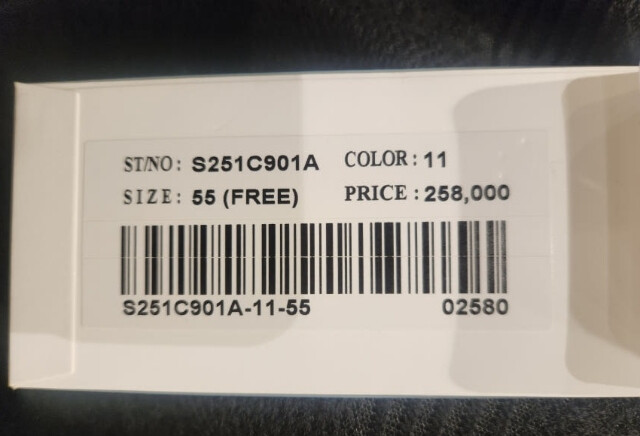 ST/NO: S251C901A COLOR: 11
SIZE: 55 (FREE) PRICE: 258,000
S251C901A-11-55 02580